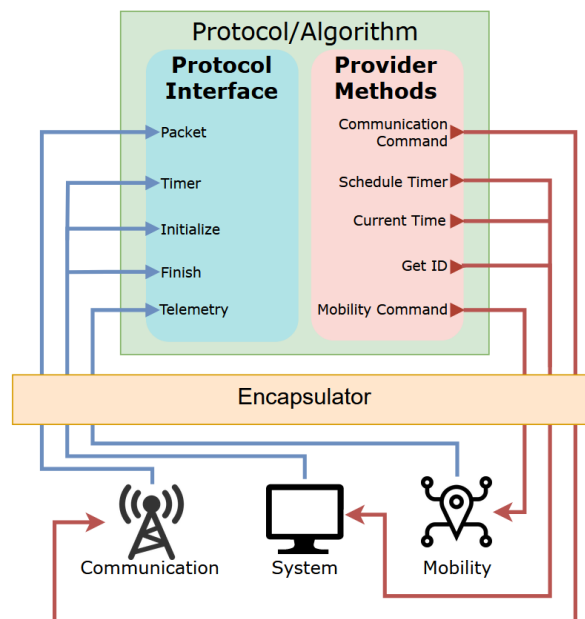 Protocol/Algorithm
Protocol
Interface
Packet
Timer
Initialize
Finish
Telemetry
Provider
Methods
Communication
Command
Schedule Timer
Current Time
Get ID
Mobility Command
Encapsulator
Communication
System
Mobility